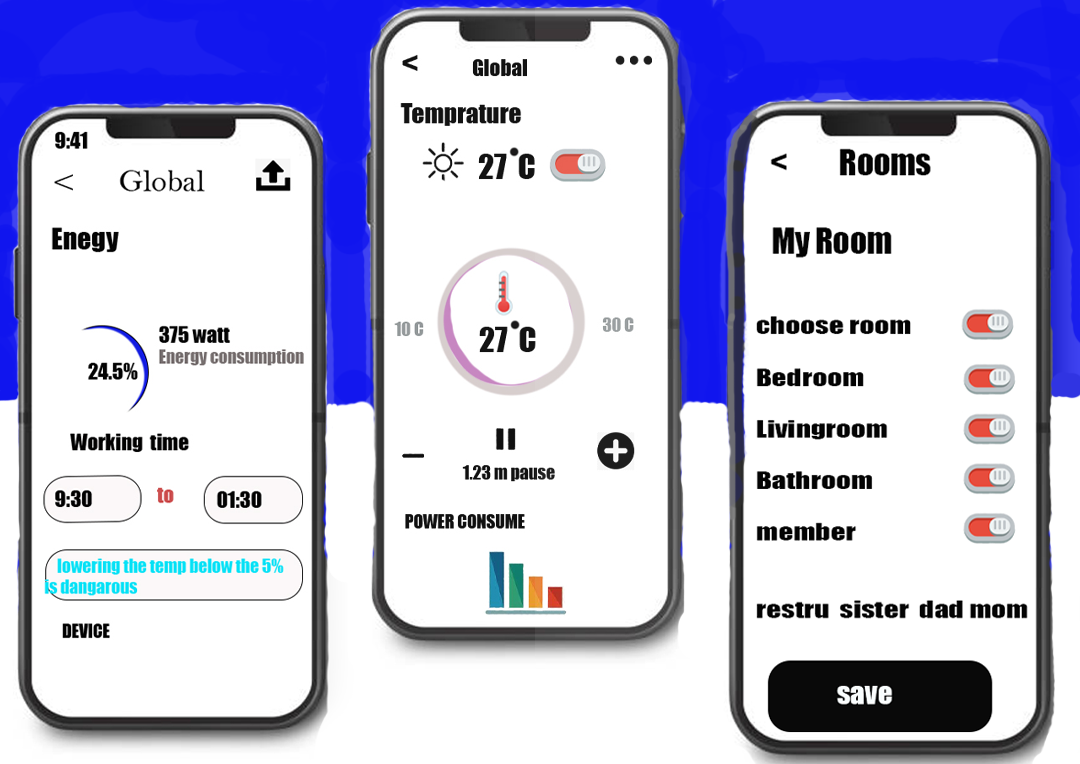 9:41
< Global
Enegy
375 watt
Energy consumption
24.5%
Working time
9:30 to 01:30
lowering the temp below the 5%
is dangarous
DEVICE
< Global •••
Temprature
27°C
10 C 27°C 30 C
1.23 m pause
POWER CONSUME
< Rooms
My Room
choose room
Bedroom
Livingroom
Bathroom
member
restru sister dad mom
save